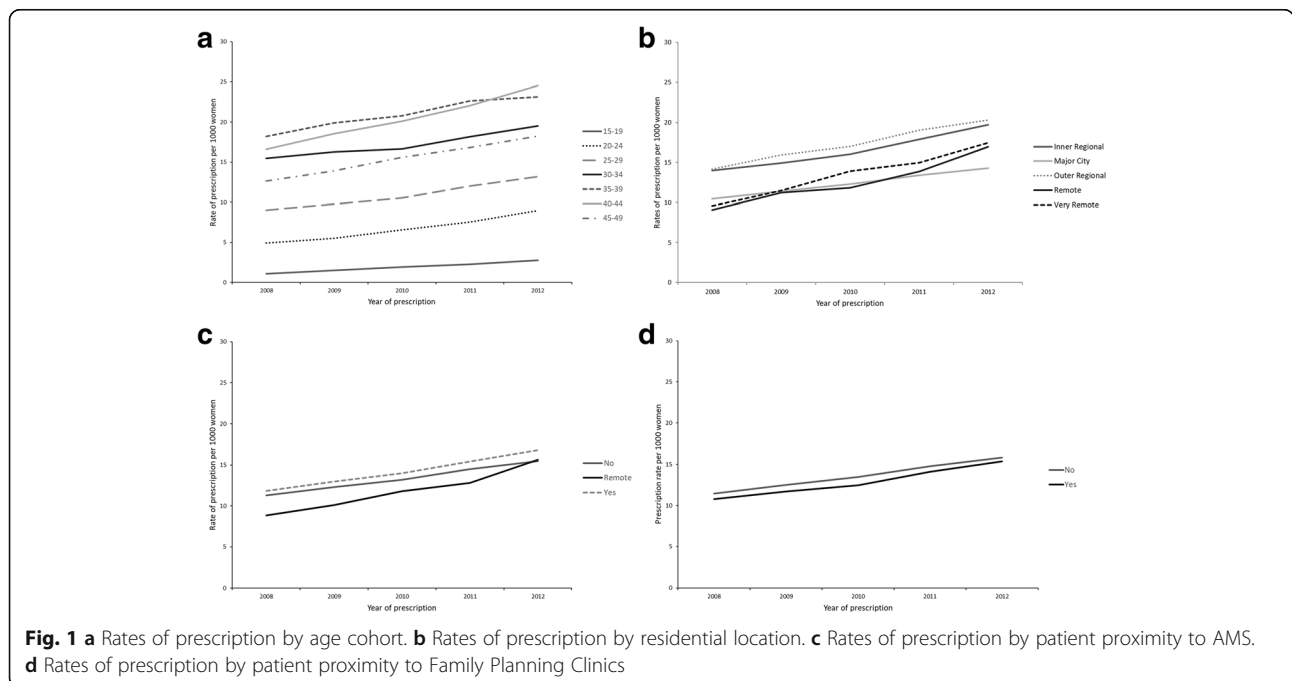 a
30
25
20
15
10
5
0
Rate of prescription per 1000 women
2008 2009 2010 2011 2012
Year of prescription
15-19
20-24
25-29
30-34
35-39
40-44
45-49
b
30
25
20
15
10
5
0
Rates of prescription per 1000 women
2008 2009 2010 2011 2012
Year of prescription
Inner Regional
Major City
Outer Regional
Remote
Very Remote
c
30
25
20
15
10
5
0
Rate of prescription per 1000 women
2008 2009 2010 2011 2012
Year of prescription
No
Remote
Yes
d
30
25
20
15
10
5
0
Prescription rate per 1000 women
2008 2009 2010 2011 2012
Year of prescription
No
Yes
Fig. 1 a Rates of prescription by age cohort. b Rates of prescription by residential location. c Rates of prescription by patient proximity to AMS.
d Rates of prescription by patient proximity to Family Planning Clinics